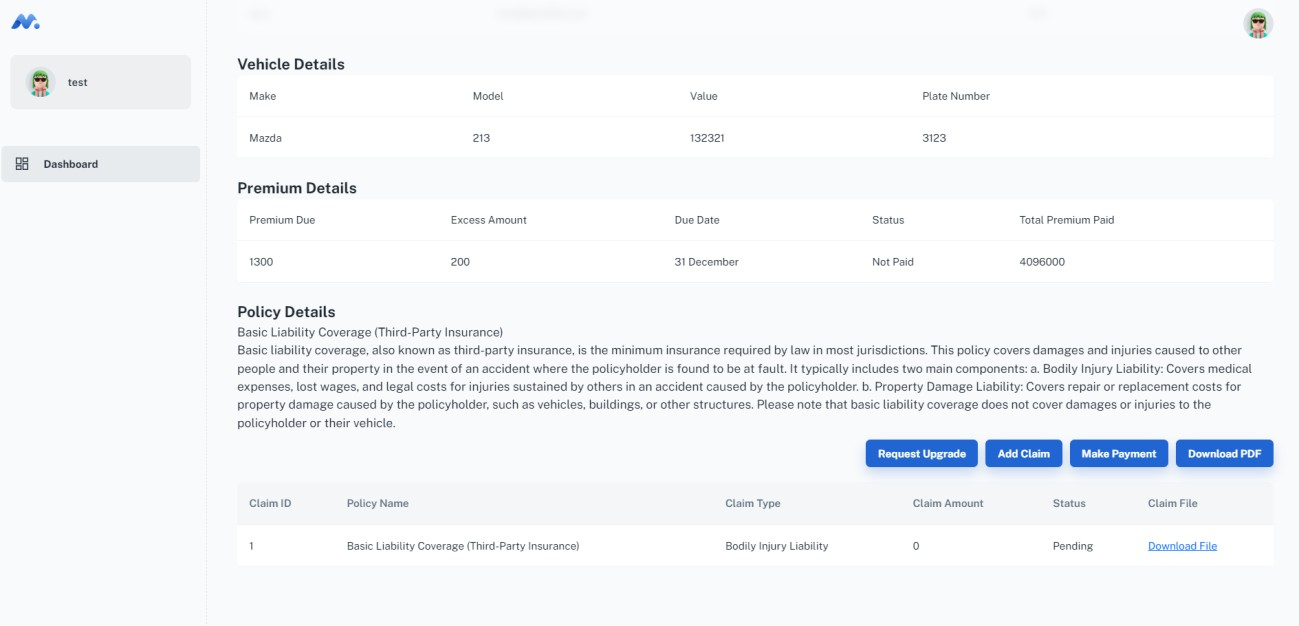 test
Dashboard
Vehicle Details
Make Model Value Plate Number
Mazda 213 132321 3123
Premium Details
Premium Due Excess Amount Due Date Status Total Premium Paid
1300 200 31 December Not Paid 4096000
Policy Details
Basic Liability Coverage (Third-Party Insurance)
Basic liability coverage, also known as third-party insurance, is the minimum insurance required by law in most jurisdictions. This policy covers damages and injuries caused to other
people and their property in the event of an accident where the policyholder is found to be at fault. It typically includes two main components: a. Bodily Injury Liability: Covers medical
expenses, lost wages, and legal costs for injuries sustained by others in an accident caused by the policyholder. b. Property Damage Liability: Covers repair or replacement costs for
property damage caused by the policyholder, such as vehicles, buildings, or other structures. Please note that basic liability coverage does not cover damages or injuries to the
policyholder or their vehicle.
Request Upgrade Add Claim Make Payment Download PDF
Claim ID Policy Name Claim Type Claim Amount Status Claim File
1 Basic Liability Coverage (Third-Party Insurance) Bodily Injury Liability 0 Pending Download File